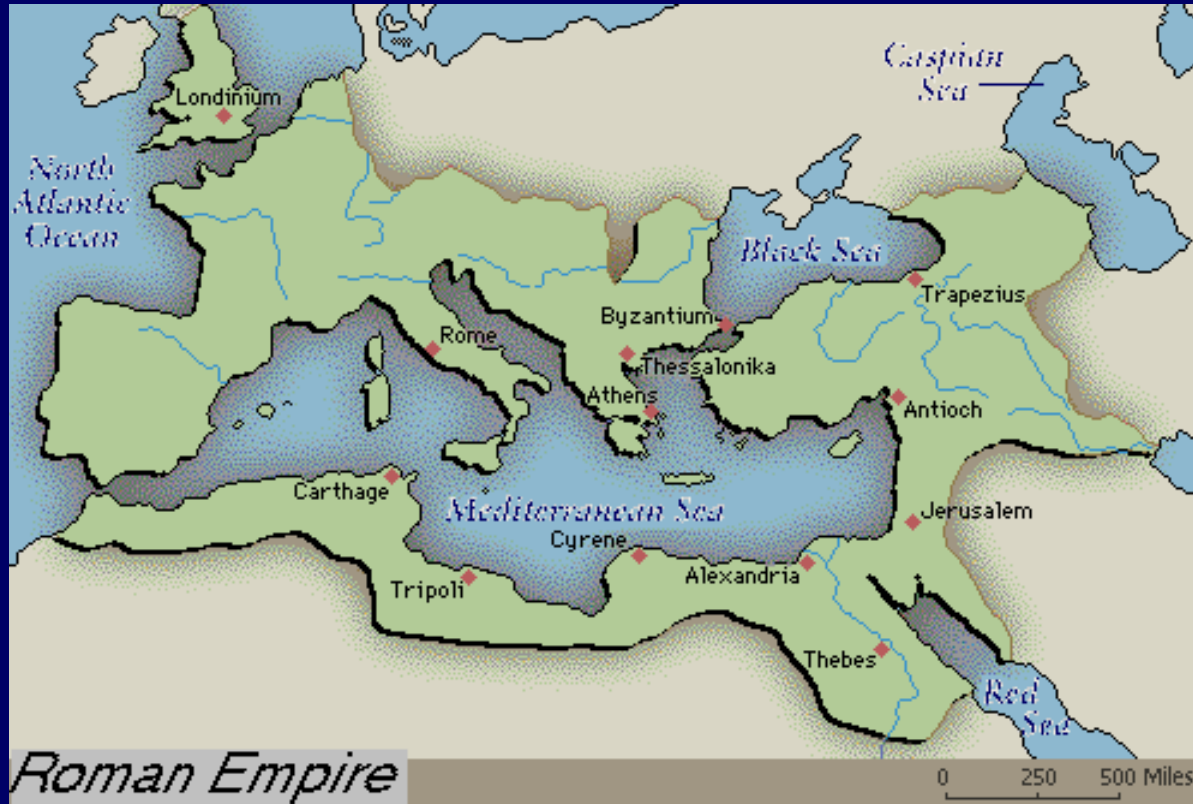 Caspian
Sea
Londinium
North
Atlantic
Ocean
Black Sea
Trapezius
Byzantium
Rome
Thessalonika
Athens
Antioch
Carthage
Mediterranean Sea
Jerusalem
Cyrene
Alexandria
Tripoli
Thebes
Red
Sea
Roman Empire
0 250 500 Miles